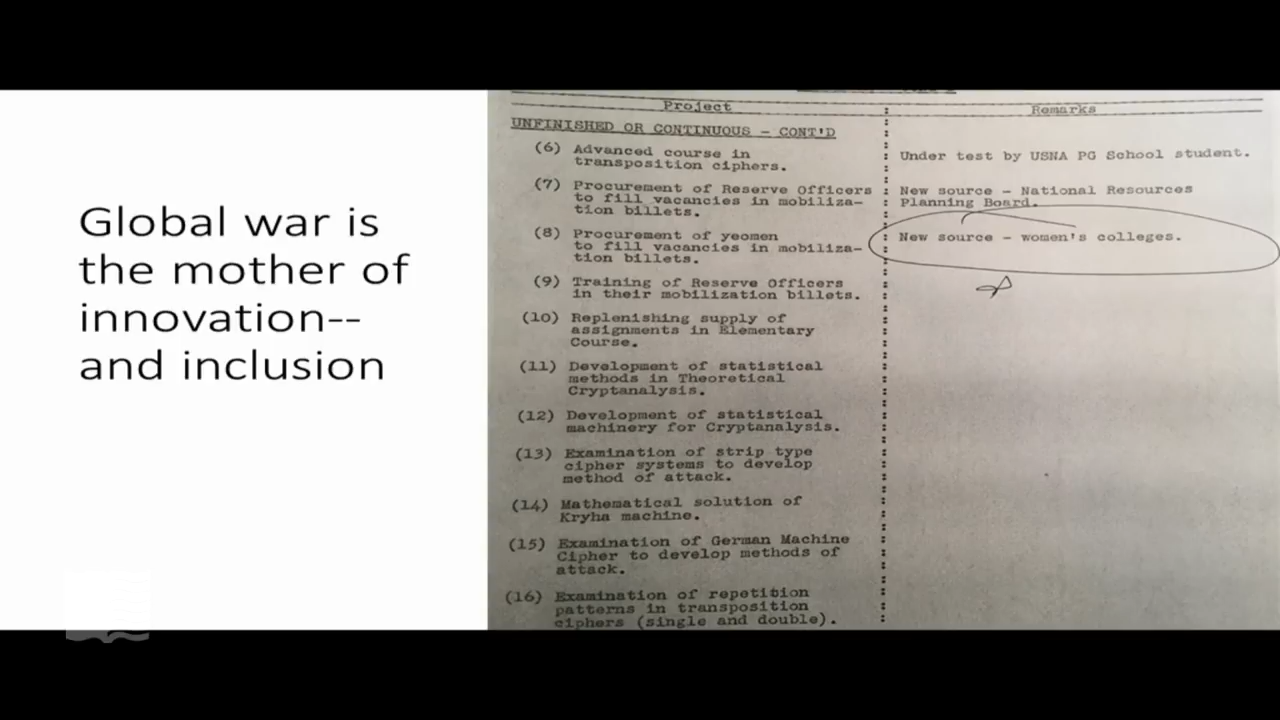 Global war is
the mother of
innovation--
and inclusion
Project : Remarks
UNFINISHED OR CONTINUOUS - CONT'D
(6) Advanced course in
transposition ciphers.
Under test by USNA PG School student.
(7) Procurement of Reserve Officers
to fill vacancies in mobiliza-
tion billets.
New source - National Resources
Planning Board.
(8) Procurement of yeomen
to fill vacancies in mobiliza-
tion billets.
New source - women's colleges.
(9) Training of Reserve Officers
in their mobilization billets.
(10) Replenishing supply of
assignments in Elementary
Course.
(11) Development of statistical
methods in Theoretical
Cryptanalysis.
(12) Development of statistical
machinery for Cryptanalysis.
(13) Examination of strip type
cipher systems to develop
method of attack.
(14) Mathematical solution of
Kryha machine.
(15) Examination of German Machine
Cipher to develop methods of
attack.
(16) Examination of repetition
patterns in transposition
ciphers (single and double).